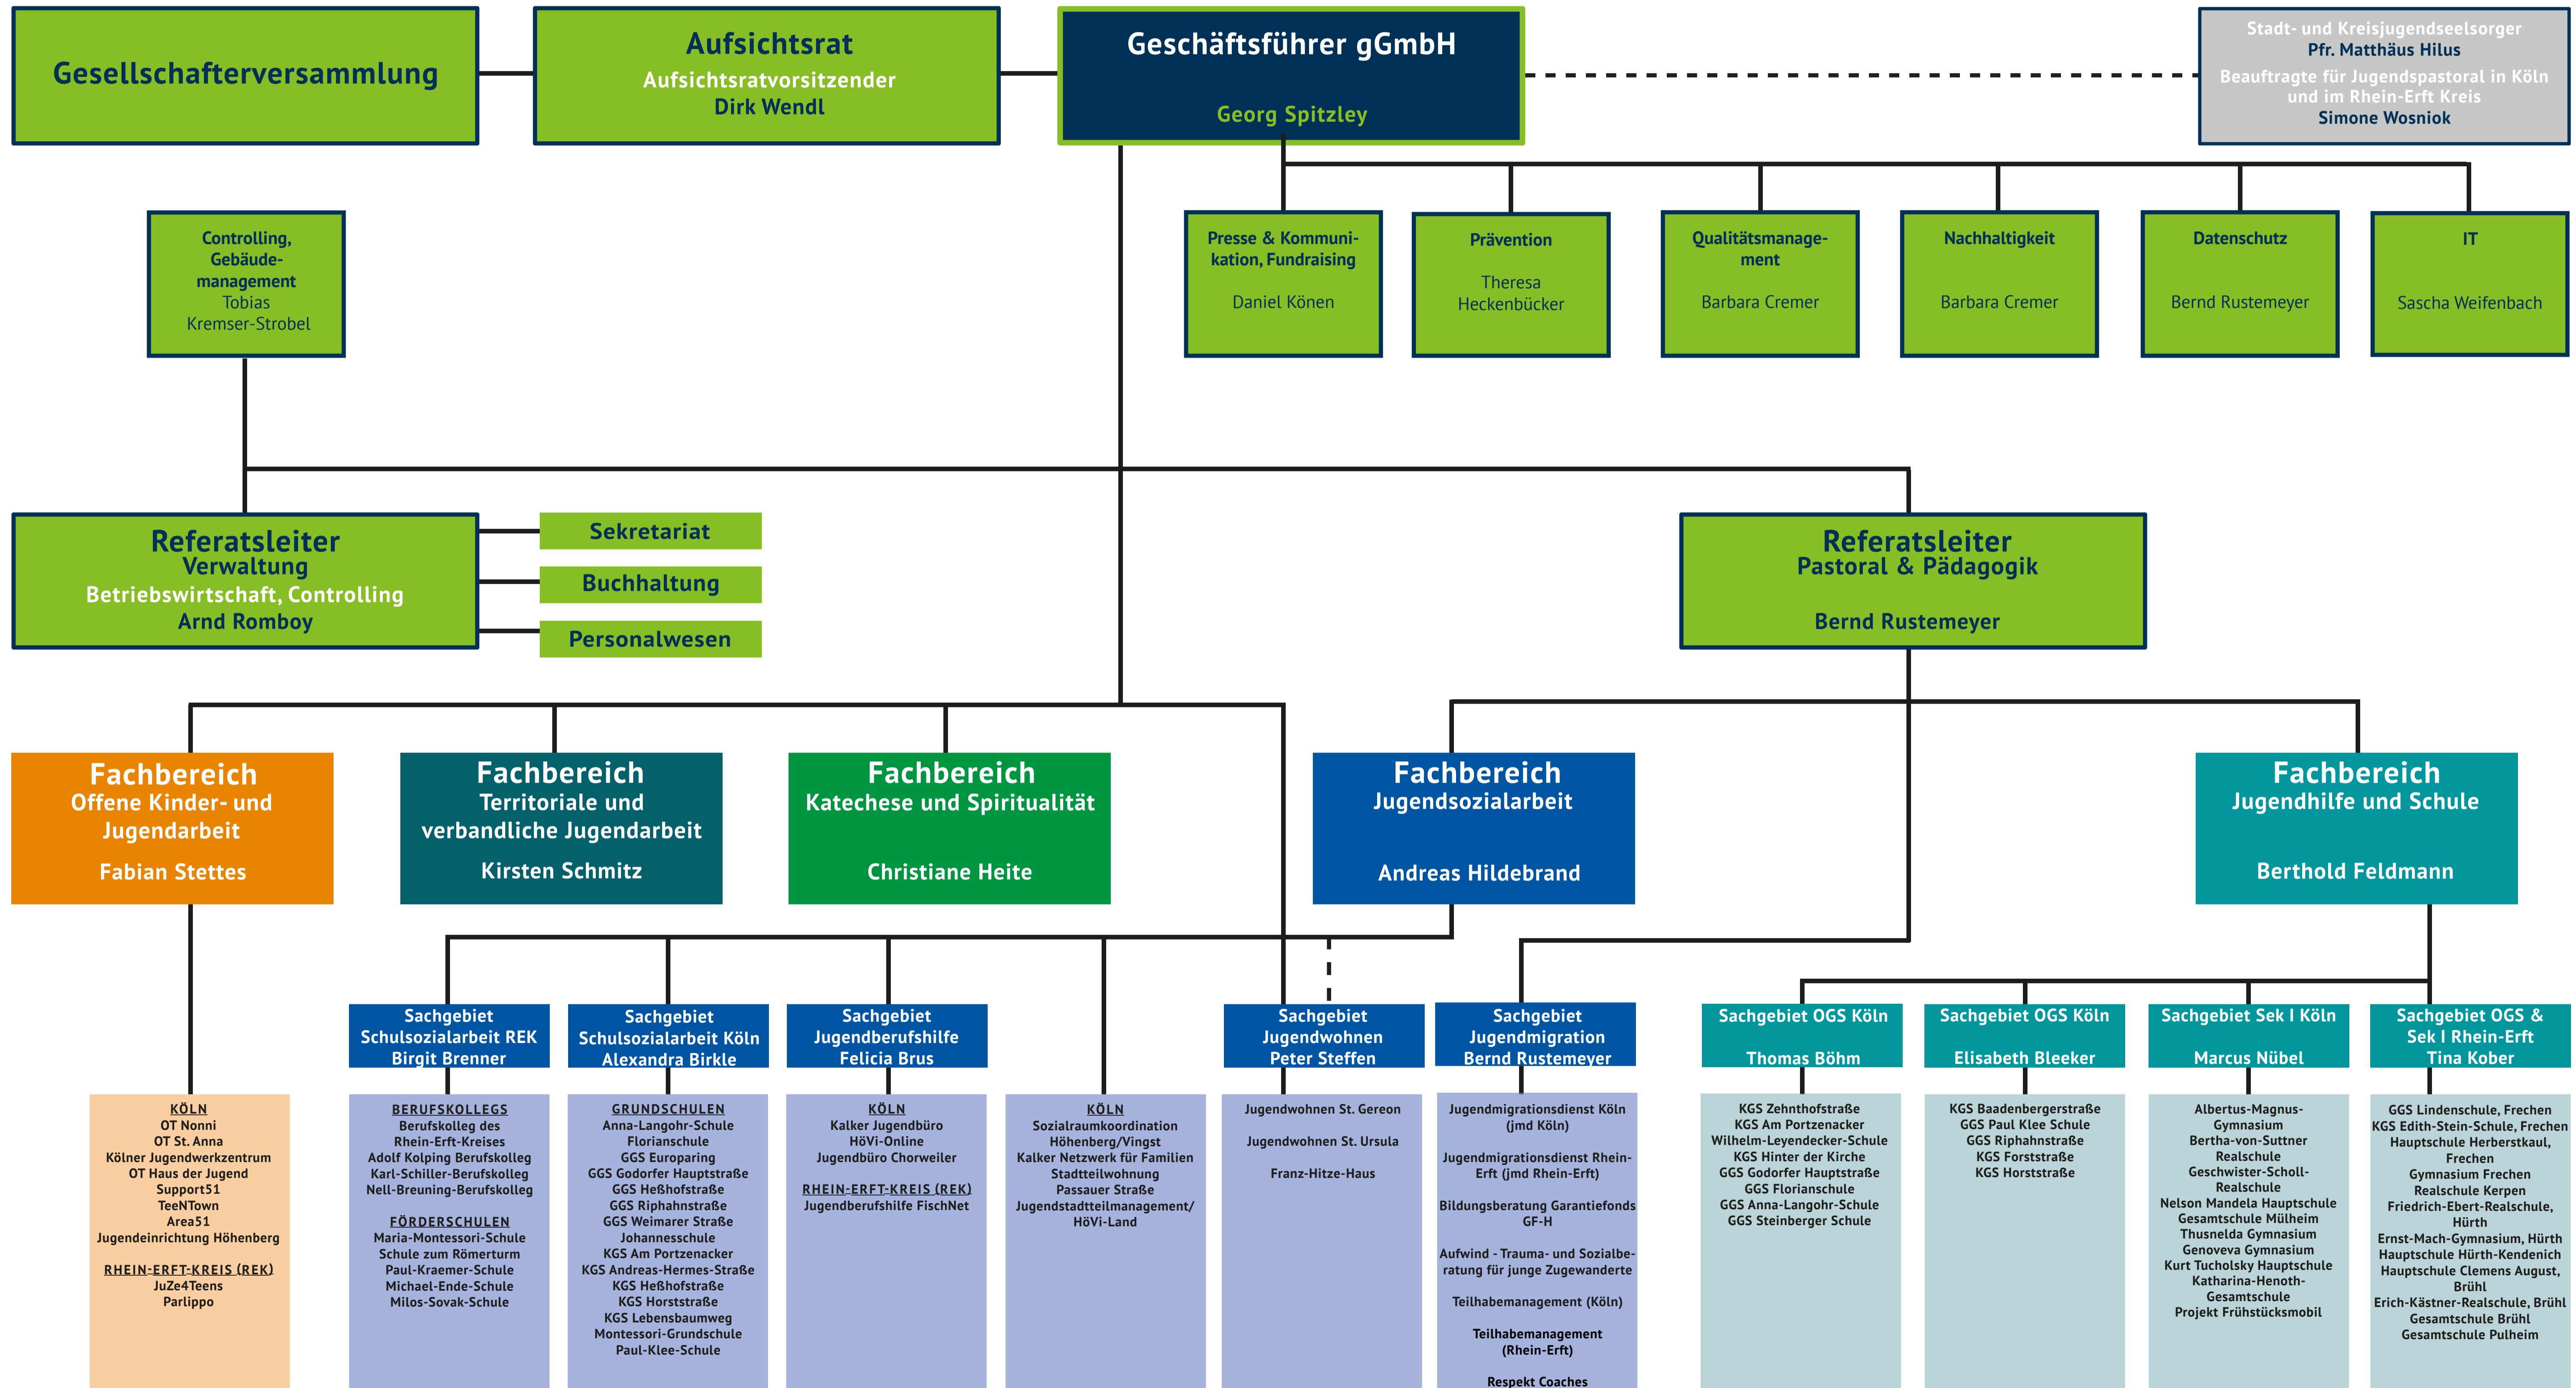 Gesellschafterversammlung
Aufsichtsrat
Aufsichtsratvorsitzender
Dirk Wendl
Geschäftsführer gGmbH
Georg Spitzley
Stadt- und Kreisjugendseelsorger
Pfr. Matthäus Hilus
Beauftragte für Jugendspastoral in Köln
und im Rhein-Erft Kreis
Simone Wosniok
Controlling,
Gebäude-
management
Tobias
Kremser-Strobel
Presse & Kommuni-
kation, Fundraising
Daniel Könen
Prävention
Theresa
Heckenbücker
Qualitätsmanage-
ment
Barbara Cremer
Nachhaltigkeit
Barbara Cremer
Datenschutz
Bernd Rustemeyer
IT
Sascha Weifenbach
Referatsleiter
Verwaltung
Betriebswirtschaft, Controlling
Arnd Romboy
Sekretariat
Buchhaltung
Personalwesen
Referatsleiter
Pastoral & Pädagogik
Bernd Rustemeyer
Fachbereich
Offene Kinder- und
Jugendarbeit
Fabian Stettes
Fachbereich
Territoriale und
verbandliche Jugendarbeit
Kirsten Schmitz
Fachbereich
Katechese und Spiritualität
Christiane Heite
Fachbereich
Jugendsozialarbeit
Andreas Hildebrand
Fachbereich
Jugendhilfe und Schule
Berthold Feldmann
Sachgebiet
Schulsozialarbeit REK
Birgit Brenner
Sachgebiet
Schulsozialarbeit Köln
Alexandra Birkle
Sachgebiet
Jugendberufshilfe
Felicia Brus
Sachgebiet
Jugendwohnen
Peter Steffen
Sachgebiet
Jugendmigration
Bernd Rustemeyer
Sachgebiet OGS Köln
Thomas Böhm
Sachgebiet OGS Köln
Elisabeth Bleeker
Sachgebiet Sek I Köln
Marcus Nübel
Sachgebiet OGS &
Sek I Rhein-Erft
Tina Kober
KÖLN
OT Nonni
OT St. Anna
Kölner Jugendwerkzentrum
OT Haus der Jugend
Support51
TeeNTown
Area51
Jugendeinrichtung Höhenberg
RHEIN-ERFT-KREIS (REK)
JuZe4Teens
Parlippo
BERUFSKOLLEGS
Berufskolleg des
Rhein-Erft-Kreises
Adolf Kolping Berufskolleg
Karl-Schiller-Berufskolleg
Nell-Breuning-Berufskolleg
FÖRDERSCHULEN
Maria-Montessori-Schule
Schule zum Römerturm
Paul-Kraemer-Schule
Michael-Ende-Schule
Milos-Sovak-Schule
GRUNDSCHULEN
Anna-Langohr-Schule
Florianschule
GGS Europaring
GGS Godorfer Hauptstraße
GGS Heßhofstraße
GGS Riphahnstraße
GGS Weimarer Straße
Johannesschule
KGS Am Portzenacker
KGS Andreas-Hermes-Straße
KGS Heßhofstraße
KGS Horststraße
KGS Lebensbaumweg
Montessori-Grundschule
Paul-Klee-Schule
KÖLN
Kalker Jugendbüro
HöVi-Online
Jugendbüro Chorweiler
RHEIN-ERFT-KREIS (REK)
Jugendberufshilfe FischNet
KÖLN
Sozialraumkoordination
Höhenberg/Vingst
Kalker Netzwerk für Familien
Stadtteilwohnung
Passauer Straße
Jugendstadtteilmanagement/
HöVi-Land
Jugendwohnen St. Gereon
Jugendwohnen St. Ursula
Franz-Hitze-Haus
Jugendmigrationsdienst Köln
(jmd Köln)
Jugendmigrationsdienst Rhein-
Erft (jmd Rhein-Erft)
Bildungsberatung Garantiefonds
GF-H
Aufwind - Trauma- und Sozialbe-
ratung für junge Zugewanderte
Teilhabemanagement (Köln)
Teilhabemanagement
(Rhein-Erft)
Respekt Coaches
KGS Zehnthofstraße
KGS Am Portzenacker
Wilhelm-Leyendecker-Schule
KGS Hinter der Kirche
GGS Godorfer Hauptstraße
GGS Florianschule
GGS Anna-Langohr-Schule
GGS Steinberger Schule
KGS Baadenbergerstraße
GGS Paul Klee Schule
GGS Riphahnstraße
KGS Forststraße
KGS Horststraße
Albertus-Magnus-
Gymnasium
Bertha-von-Suttner
Realschule
Geschwister-Scholl-
Realschule
Nelson Mandela Hauptschule
Gesamtschule Mülheim
Thusnelda Gymnasium
Genoveva Gymnasium
Kurt Tucholsky Hauptschule
Katharina-Henoth-
Gesamtschule
Projekt Frühstücksmobil
GGS Lindenschule, Frechen
KGS Edith-Stein-Schule, Frechen
Hauptschule Herberstkaul,
Frechen
Gymnasium Frechen
Realschule Kerpen
Friedrich-Ebert-Realschule,
Hürth
Ernst-Mach-Gymnasium, Hürth
Hauptschule Hürth-Kendenich
Hauptschule Clemens August,
Brühl
Erich-Kästner-Realschule, Brühl
Gesamtschule Brühl
Gesamtschule Pulheim